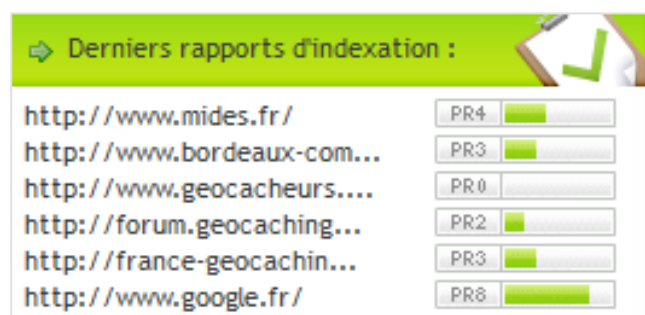 Derniers rapports d'indexation :
http://www.mides.fr/ PR4
http://www.bordeaux-com... PR3
http://www.geocacheurs.... PR0
http://forum.geocaching... PR2
http://france-geocachin... PR3
http://www.google.fr/ PR8